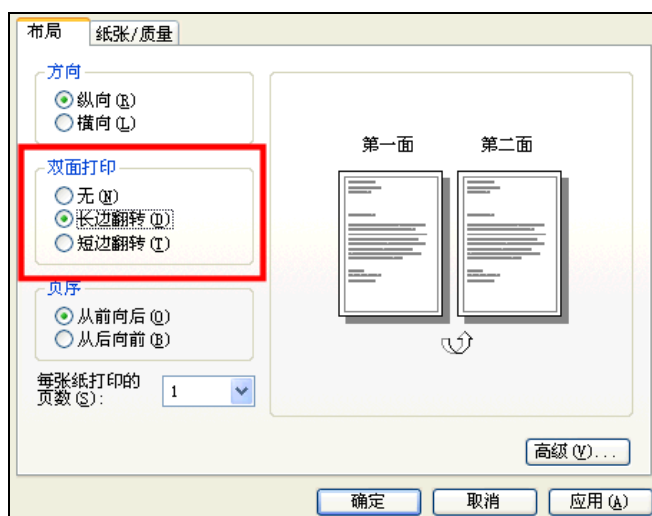 布局 纸张/质量
方向
纵向(R)
横向(L)
双面打印
无(N)
长边翻转(D)
短边翻转(T)
页序
从前向后(O)
从后向前(B)
每张纸打印的
页数(S): 1
第一面 第二面
高级(V)...
确定 取消 应用(A)